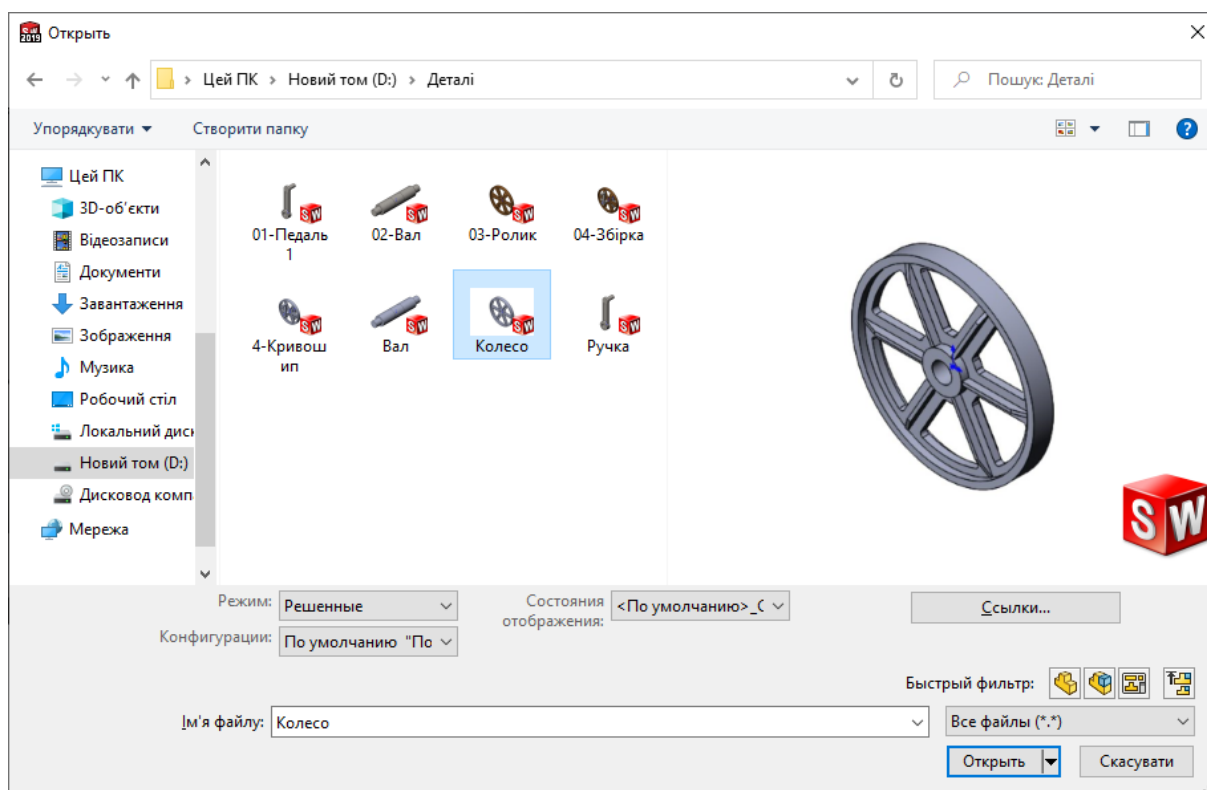 SW 2019 Открыть
Цей ПК > Новий том (D:) > Деталі
Пошук: Деталі
Упорядкувати
Створити папку
Цей ПК
3D-об'єкти
Відеозаписи
Документи
Завантаження
Зображення
Музика
Робочий стіл
Локальний диск
Новий том (D:)
Дисковод комп
Мережа
01-Педаль
1
02-Вал
03-Ролик
04-Збірка
4-Кривош
ип
Вал
Колесо
Ручка
SW
Режим:
Решенные
Состояния
отображения:
<По умолчанию>_С
Ссылки...
Конфигурации:
По умолчанию "По
Быстрый фильтр:
Ім'я файлу:
Колесо
Все файлы (*.*)
Открыть
Скасувати